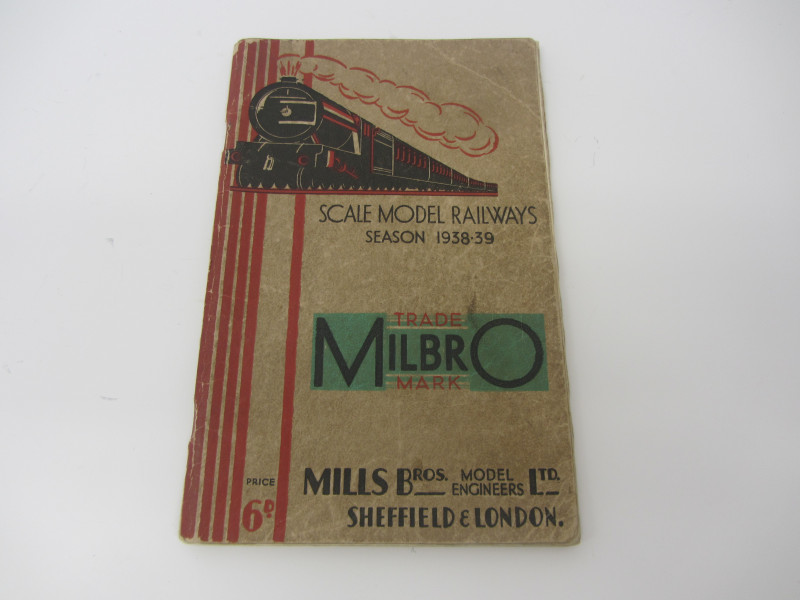 SCALE MODEL RAILWAYS
SEASON 1938-39
TRADE
MILBRO
MARK
MILLS BROS. MODEL ENGINEERS LTD.
SHEFFIELD & LONDON.
PRICE
6D.